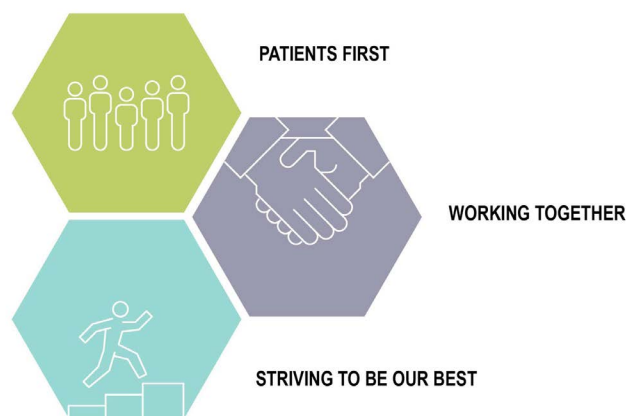 PATIENTS FIRST
WORKING TOGETHER
STRIVING TO BE OUR BEST